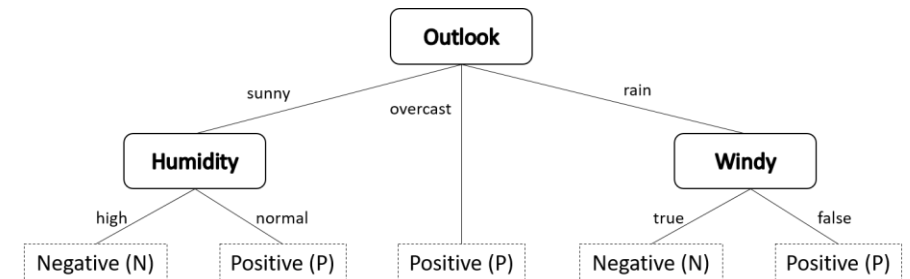 Outlook
sunny
overcast
rain
Humidity
Windy
high
normal
true
false
Negative (N)
Positive (P)
Positive (P)
Negative (N)
Positive (P)